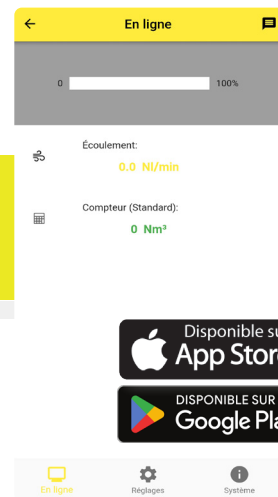 En ligne
0 100%
Écoulement:
0.0 Nl/min
Compteur (Standard):
0 Nm³
Disponible su
App Store
DISPONIBLE SUR
Google Pla
En ligne Réglages Système